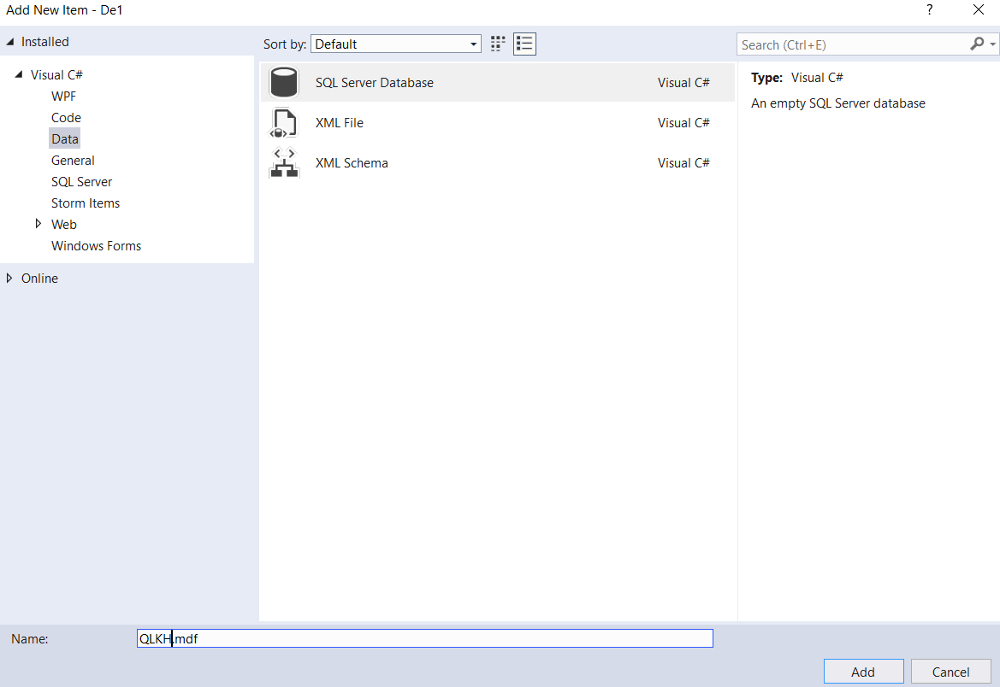 Add New Item - De1
?
Installed
Sort by: Default
Search (Ctrl+E)
Visual C#
WPF
Code
Data
General
SQL Server
Storm Items
Web
Windows Forms
Online
SQL Server Database Visual C#
XML File Visual C#
XML Schema Visual C#
Type: Visual C#
An empty SQL Server database
Name: QLKH.mdf
Add Cancel